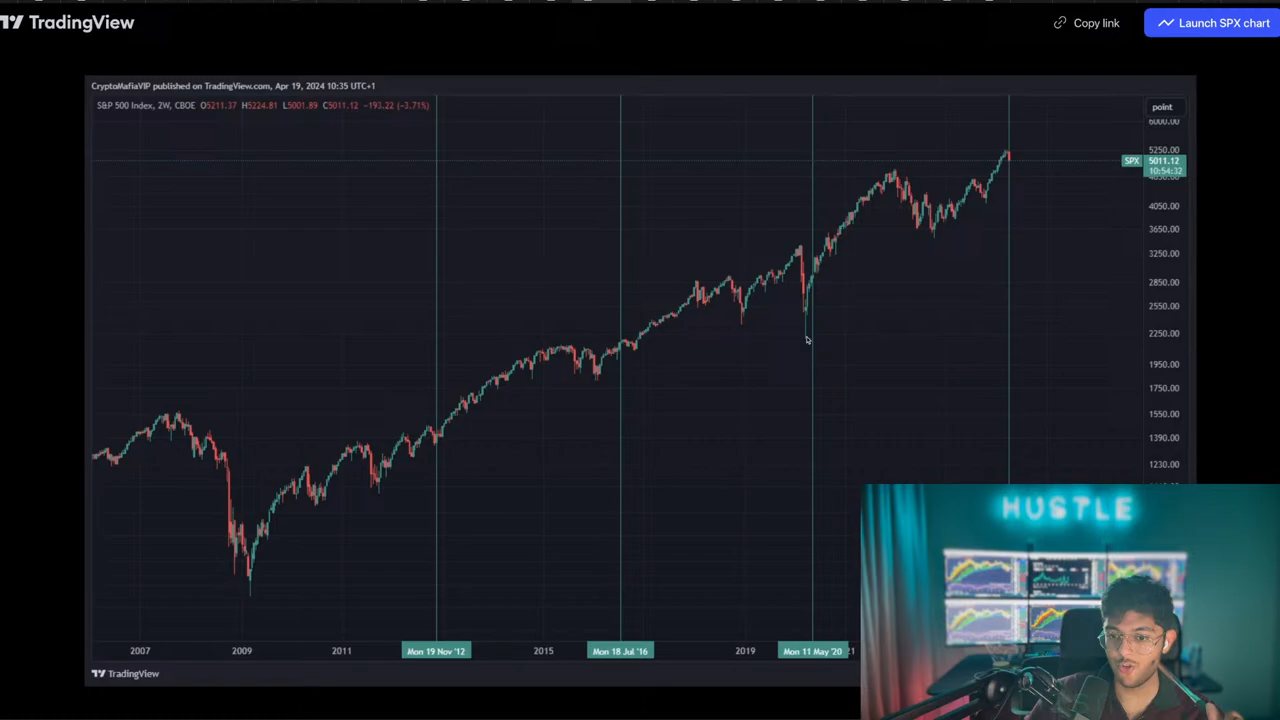 TradingView
Copy link
Launch SPX chart
CryptoMafiaVIP published on TradingView.com, Apr 19, 2024 10:35 UTC+1
S&P 500 Index, 2W, CBOE O5211.37 H5224.81 L5001.89 C5011.12 −193.22 (−3.71%)
point
6000.00
5250.00
SPX 5011.12
10:54:32
4050.00
3650.00
3250.00
2850.00
2550.00
2250.00
1950.00
1750.00
1550.00
1390.00
1230.00
HUSTLE
2007 2009 2011 Mon 19 Nov '12 2015 Mon 18 Jul '16 2019 Mon 11 May '20 21
TradingView